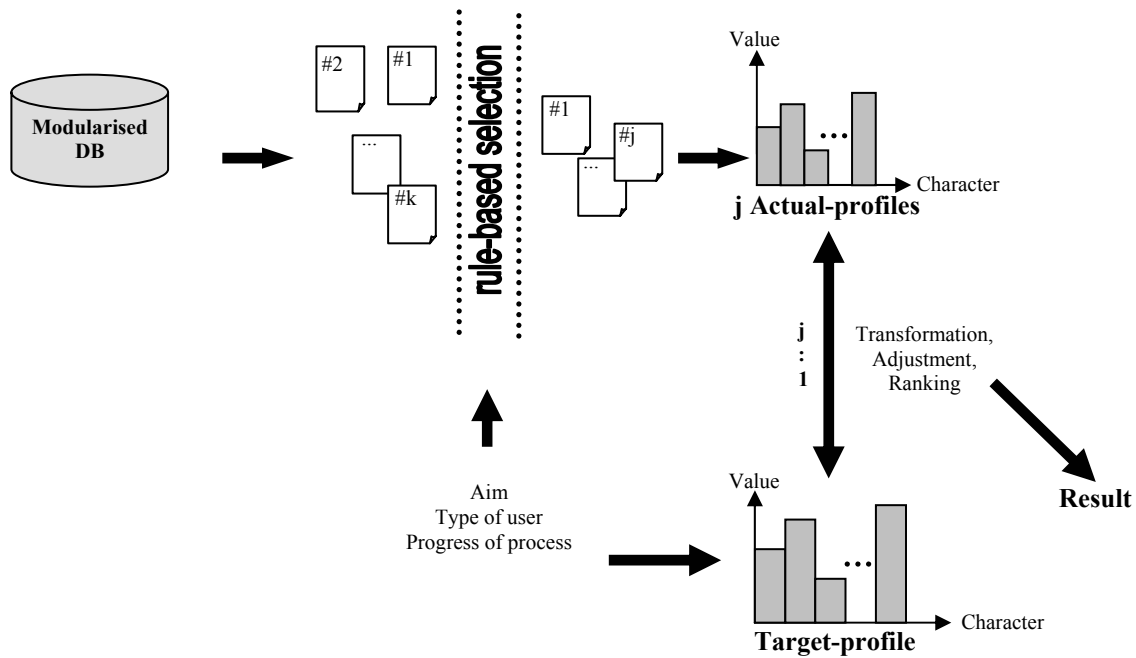 Modularised
DB
#2
#1
...
#k
rule-based selection
#1
#j
...
Value
...
Character
j Actual-profiles
j
:
1
Transformation,
Adjustment,
Ranking
Result
Aim
Type of user
Progress of process
Value
...
Character
Target-profile